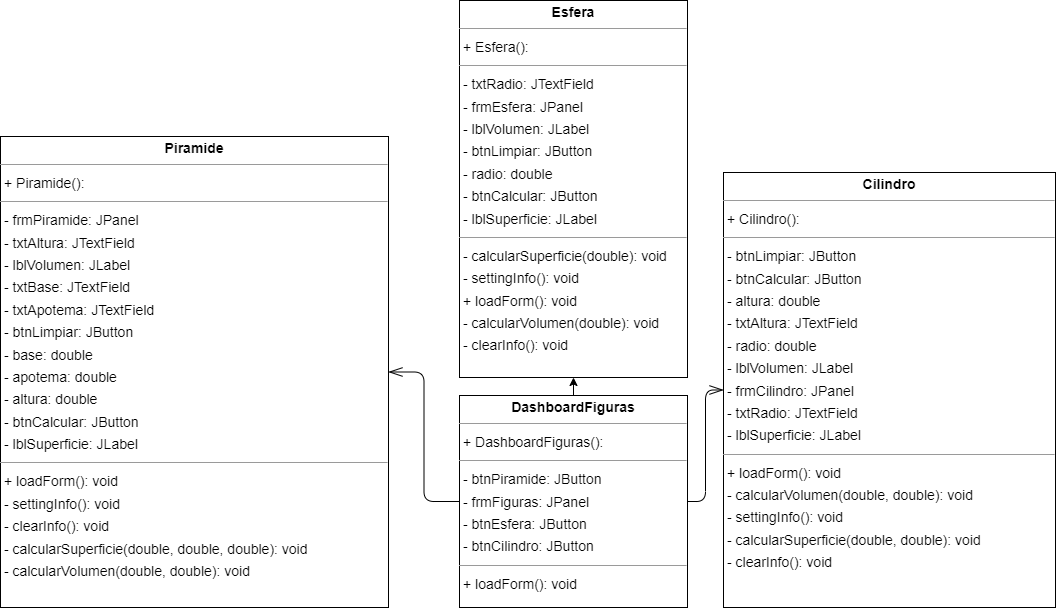 Esfera
+ Esfera():
- txtRadio: JTextField
- frmEsfera: JPanel
- lblVolumen: JLabel
- btnLimpiar: JButton
- radio: double
- btnCalcular: JButton
- lblSuperficie: JLabel
- calcularSuperficie(double): void
- settingInfo(): void
+ loadForm(): void
- calcularVolumen(double): void
- clearInfo(): void
Piramide
+ Piramide():
- frmPiramide: JPanel
- txtAltura: JTextField
- lblVolumen: JLabel
- txtBase: JTextField
- txtApotema: JTextField
- btnLimpiar: JButton
- base: double
- apotema: double
- altura: double
- btnCalcular: JButton
- lblSuperficie: JLabel
+ loadForm(): void
- settingInfo(): void
- clearInfo(): void
- calcularSuperficie(double, double, double): void
- calcularVolumen(double, double): void
DashboardFiguras
+ DashboardFiguras():
- btnPiramide: JButton
- frmFiguras: JPanel
- btnEsfera: JButton
- btnCilindro: JButton
+ loadForm(): void
Cilindro
+ Cilindro():
- btnLimpiar: JButton
- btnCalcular: JButton
- altura: double
- txtAltura: JTextField
- radio: double
- lblVolumen: JLabel
- frmCilindro: JPanel
- txtRadio: JTextField
- lblSuperficie: JLabel
+ loadForm(): void
- calcularVolumen(double, double): void
- settingInfo(): void
- calcularSuperficie(double, double): void
- clearInfo(): void